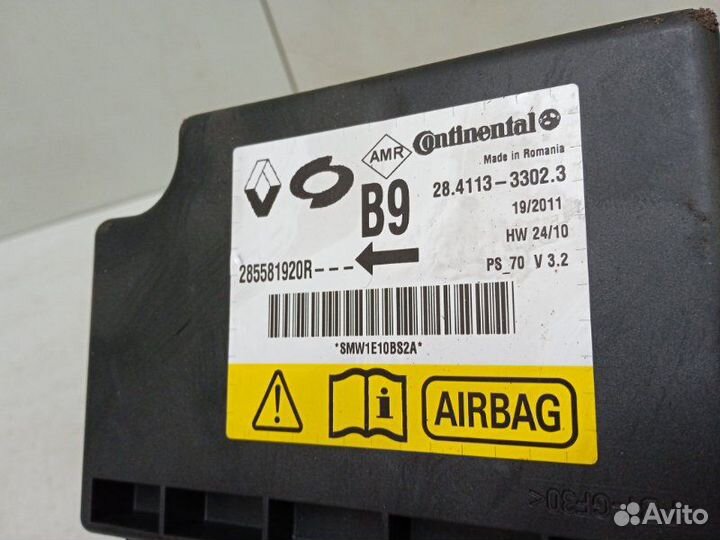 AMR
Continental
Made in Romania
28.4113-3302.3
B9
19/2011
HW 24/10
285581920R---
PS_70 V 3.2
*SMW1E10BS2A*
AIRBAG
Avito